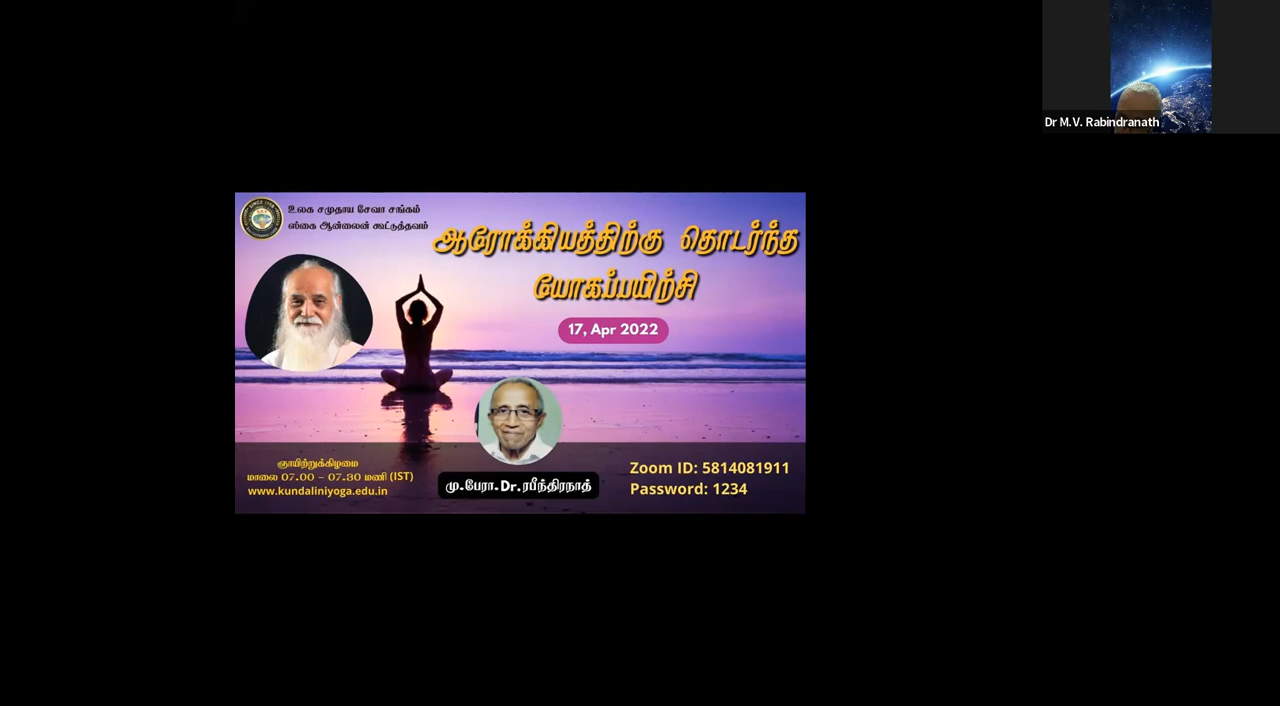 Dr M.V. Rabindranath
உலக சமுதாய சேவா சங்கம்
ஸ்கை ஆன்லைன் கூட்டுத்தவம்
ஆரோக்கியத்திற்கு தொடர்ந்த
யோகப்பயிற்சி
17, Apr 2022
ஞாயிற்றுக்கிழமை
மாலை 07.00 – 07.30 மணி (IST)
www.kundaliniyoga.edu.in
மு.பேரா.Dr.ரபீந்திரநாத்
Zoom ID: 5814081911
Password: 1234